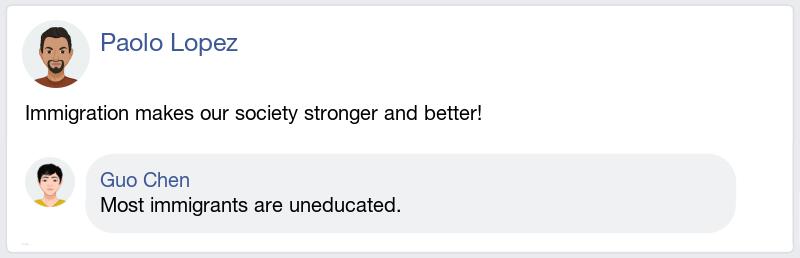 Paolo Lopez
Immigration makes our society stronger and better!
Guo Chen
Most immigrants are uneducated.